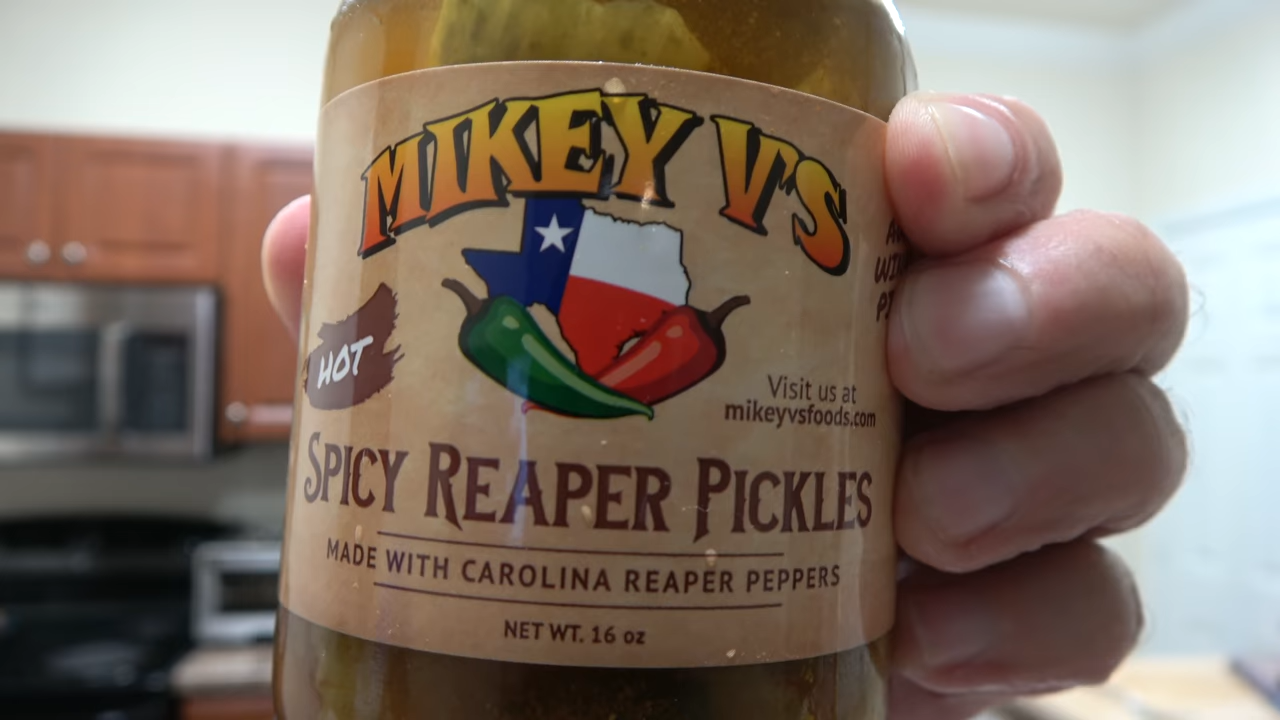 MIKEY V'S
HOT
Visit us at
mikeyvsfoods.com
SPICY REAPER PICKLES
MADE WITH CAROLINA REAPER PEPPERS
NET WT. 16 oz